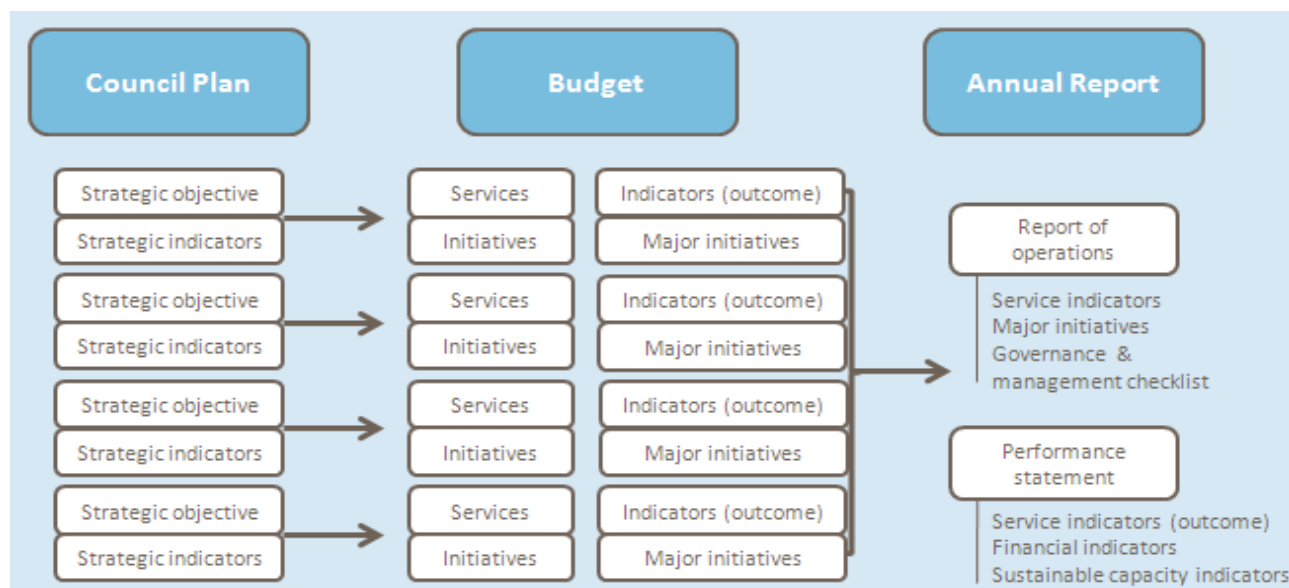 Council Plan
Budget
Annual Report
Strategic objective
Strategic indicators
Services
Initiatives
Indicators (outcome)
Major initiatives
Strategic objective
Strategic indicators
Services
Initiatives
Indicators (outcome)
Major initiatives
Strategic objective
Strategic indicators
Services
Initiatives
Indicators (outcome)
Major initiatives
Strategic objective
Strategic indicators
Services
Initiatives
Indicators (outcome)
Major initiatives
Report of
operations
Service indicators
Major initiatives
Governance &
management checklist
Performance
statement
Service indicators (outcome)
Financial indicators
Sustainable capacity indicators